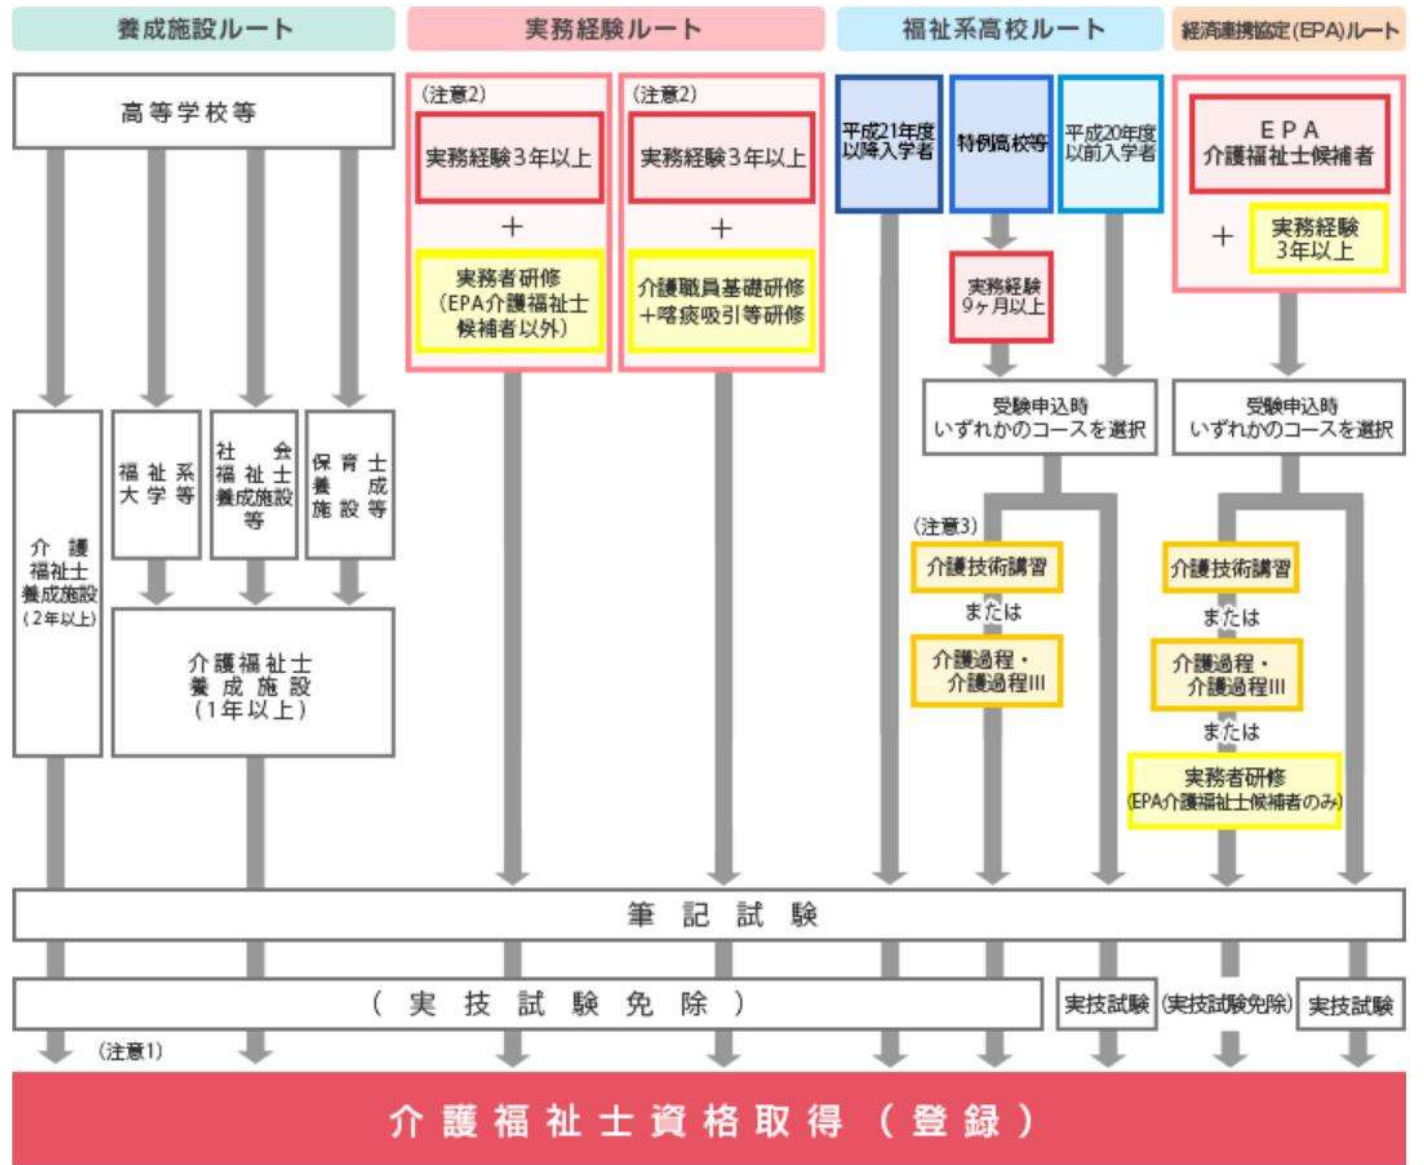 養成施設ルート
実務経験ルート
福祉系高校ルート
経済連携協定(EPA)ルート
高等学校等
(注意2)
実務経験3年以上
+
実務者研修
(EPA介護福祉士
候補者以外)
(注意2)
実務経験3年以上
+
介護職員基礎研修
+喀痰吸引等研修
平成21年度
以降入学者
特例高校等
平成20年度
以前入学者
実務経験
9ヶ月以上
EPA
介護福祉士候補者
+
実務経験
3年以上
受験申込時
いずれかのコースを選択
受験申込時
いずれかのコースを選択
介護
福祉士
養成施設
(2年以上)
福祉系
大学等
社会
福祉士
養成施設
等
保育士
養成
施設等
介護福祉士
養成施設
(1年以上)
(注意3)
介護技術講習
または
介護過程・
介護過程III
介護技術講習
または
介護過程・
介護過程III
または
実務者研修
(EPA介護福祉士候補者のみ)
筆記試験
(実技試験免除)
実技試験
(実技試験免除)
実技試験
(注意1)
介護福祉士資格取得(登録)